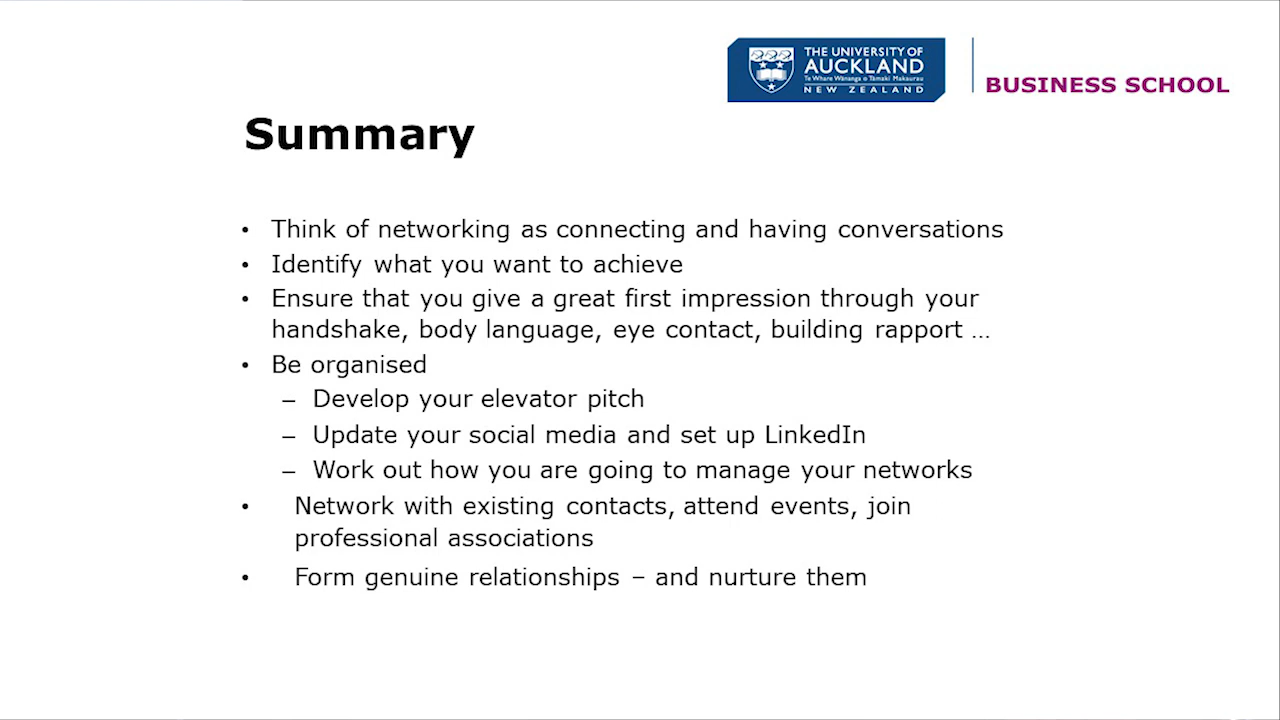 THE UNIVERSITY OF
AUCKLAND
Te Whare Wānanga o Tāmaki Makaurau
NEW ZEALAND
BUSINESS SCHOOL
Summary
• Think of networking as connecting and having conversations
• Identify what you want to achieve
• Ensure that you give a great first impression through your
handshake, body language, eye contact, building rapport …
• Be organised
– Develop your elevator pitch
– Update your social media and set up LinkedIn
– Work out how you are going to manage your networks
• Network with existing contacts, attend events, join
professional associations
• Form genuine relationships – and nurture them